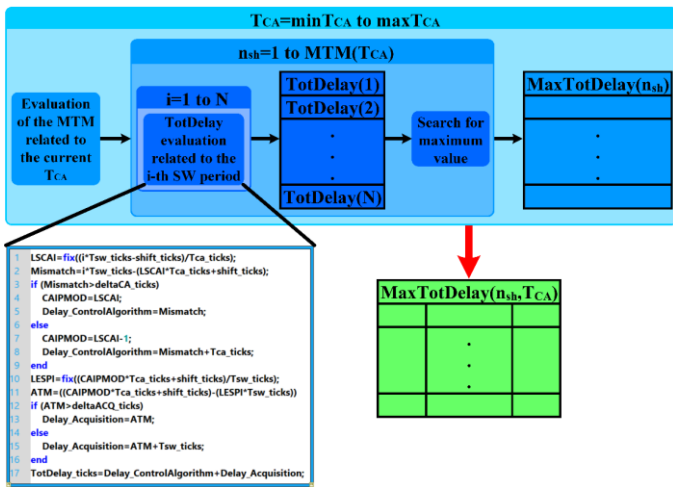 TCA=minTCA to maxTCA
nsh=1 to MTM(TCA)
Evaluation
of the MTM
related to
the current
TCA
i=1 to N
TotDelay
evaluation
related to the
i-th SW period
TotDelay(1)
TotDelay(2)
.
.
.
TotDelay(N)
Search for
maximum
value
MaxTotDelay(nsh)
.
.
.
1 LSCAI=fix((i*Tsw_ticks-shift_ticks)/Tca_ticks);
2 Mismatch=i*Tsw_ticks-(LSCAI*Tca_ticks+shift_ticks);
3 if (Mismatch>deltaCA_ticks)
4 CAIPMOD=LSCAI;
5 Delay_ControlAlgorithm=Mismatch;
6 else
7 CAIPMOD=LSCAI-1;
8 Delay_ControlAlgorithm=Mismatch+Tca_ticks;
9 end
10 LESPI=fix((CAIPMOD*Tca_ticks+shift_ticks)/Tsw_ticks);
11 ATM=((CAIPMOD*Tca_ticks+shift_ticks)-(LESPI*Tsw_ticks))
12 if (ATM>deltaACQ_ticks)
13 Delay_Acquisition=ATM;
14 else
15 Delay_Acquisition=ATM+Tsw_ticks;
16 end
17 TotDelay_ticks=Delay_ControlAlgorithm+Delay_Acquisition;
MaxTotDelay(nsh,TCA)
.
.
.